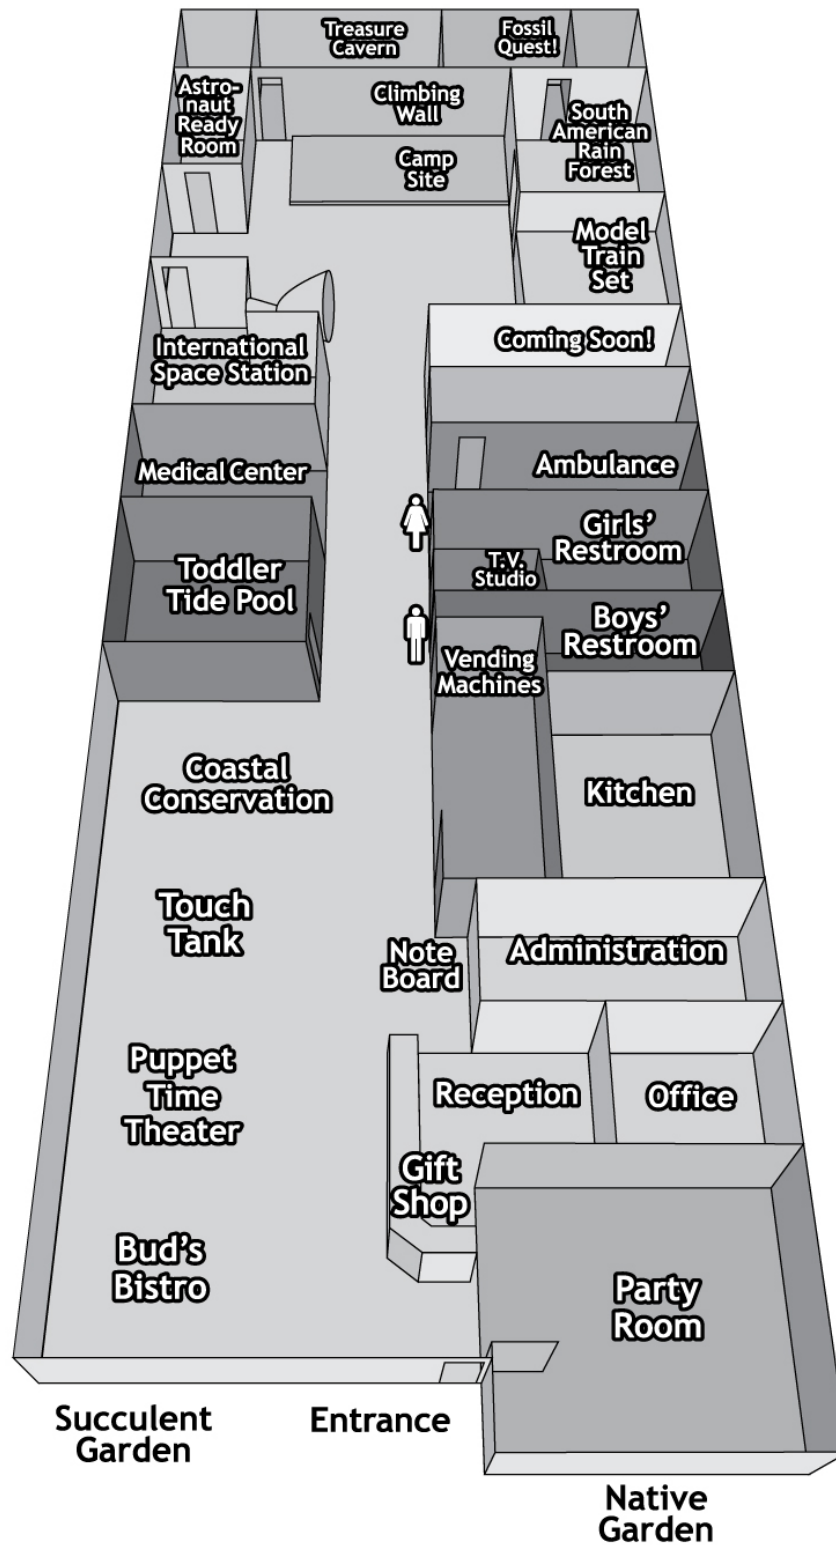 Treasure
Cavern
Fossil
Quest!
Astro-
naut
Ready
Room
Climbing
Wall
South
American
Rain
Forest
Camp
Site
Model
Train
Set
International
Space Station
Coming Soon!
Medical Center
Ambulance
Toddler
Tide Pool
Girls'
Restroom
T.V.
Studio
Boys'
Restroom
Vending
Machines
Coastal
Conservation
Kitchen
Touch
Tank
Note
Board
Administration
Puppet
Time
Theater
Reception
Office
Gift
Shop
Bud's
Bistro
Party
Room
Succulent
Garden
Entrance
Native
Garden